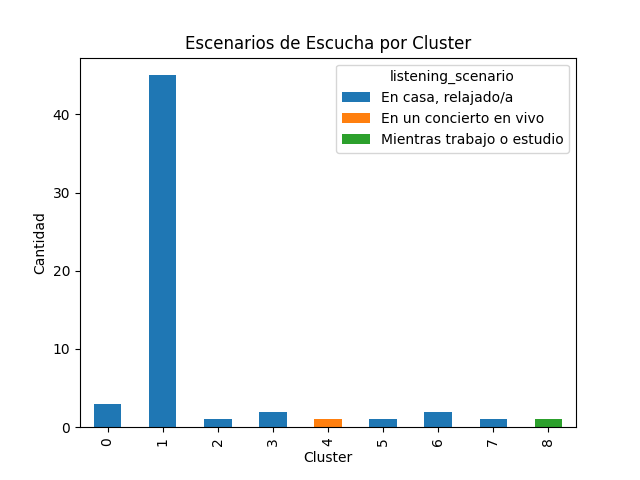 Escenarios de Escucha por Cluster
listening_scenario
En casa, relajado/a
En un concierto en vivo
Mientras trabajo o estudio
Cantidad
40
30
20
10
0
0 1 2 3 4 5 6 7 8
Cluster